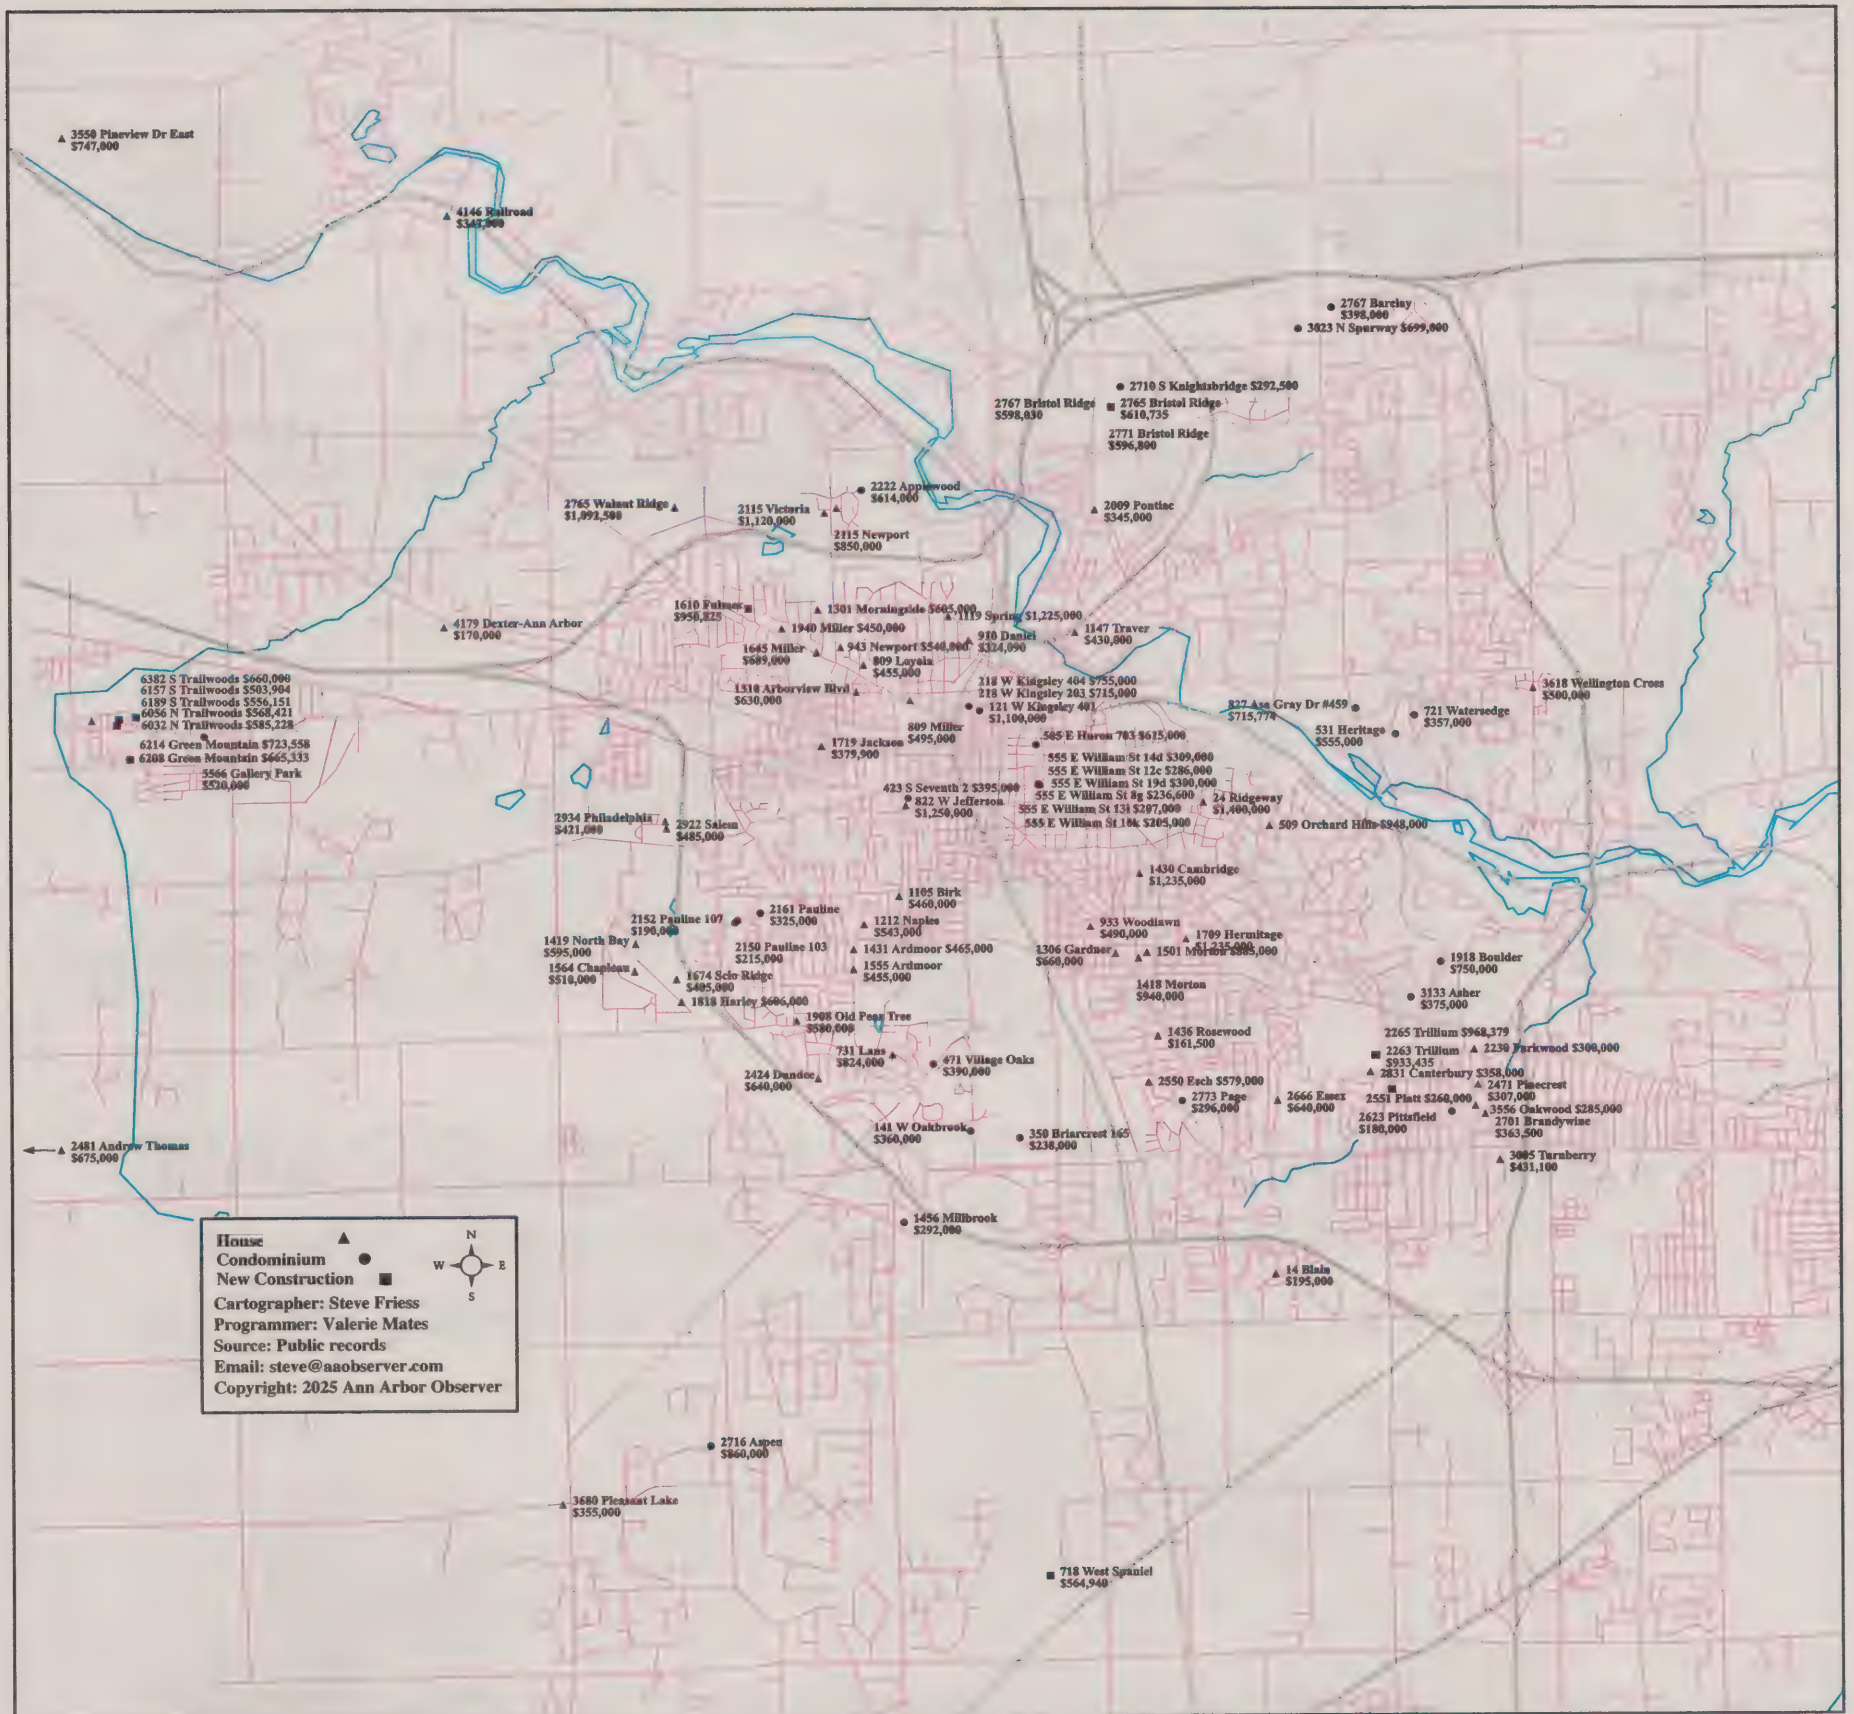 3550 Pineview Dr East
$747,000
4146 Railroad
2767 Barclay
$398,000
3023 N Spurway $699,000
2710 S Knightsbridge $292,500
2767 Bristol Ridge
$598,030
2765 Bristol Ridge
$610,735
2771 Bristol Ridge
$596,800
2222 Applewood
$614,000
2765 Walnut Ridge
$1,092,500
2115 Victoria
$1,120,000
2115 Newport
$850,000
2009 Pontiac
$345,000
1610 Fulmer
$950,825
1301 Morningside $605,000
1119 Spring $1,225,000
4179 Dexter-Ann Arbor
$170,000
1940 Miller $450,000
910 Daniel
$324,090
1147 Traver
$430,000
1645 Miller
$689,000
943 Newport $540,000
809 Layola
$455,000
1310 Arborview Blvd
$630,000
218 W Kingsley 404 $755,000
218 W Kingsley 203 $715,000
121 W Kingsley 401
$1,100,000
6382 S Trailwoods $660,000
6157 S Trailwoods $503,904
6189 S Trailwoods $556,151
6056 N Trailwoods $568,421
6032 N Trailwoods $585,228
6214 Green Mountain $723,558
6208 Green Mountain $665,333
5566 Gallery Park
$520,000
3618 Wellington Cross
$500,000
827 Asa Gray Dr #459
$715,774
721 Watersedge
$357,000
531 Heritage
$555,000
809 Miller
$495,000
505 E Huron 703 $615,000
1719 Jackson
$379,900
555 E William St 14d $309,000
555 E William St 12c $286,000
555 E William St 19d $300,000
555 E William St 8g $236,600
555 E William St 13i $207,000
555 E William St 10k $205,000
423 S Seventh 2 $395,000
822 W Jefferson
$1,250,000
24 Ridgeway
$1,400,000
509 Orchard Hills $948,000
2934 Philadelphia
$421,000
2922 Salem
$485,000
1430 Cambridge
$1,235,000
1105 Birk
$460,000
2161 Pauline
$325,000
2152 Pauline 107
$190,000
2150 Pauline 103
$215,000
1212 Naples
$543,000
933 Woodlawn
$490,000
1709 Hermitage
$1,235,000
1419 North Bay
$595,000
1431 Ardmoor $465,000
1306 Gardner
$660,000
1501 Morton $885,000
1564 Chapleau
$510,000
1674 Scio Ridge
$405,000
1555 Ardmoor
$455,000
1418 Morton
$940,000
1918 Boulder
$750,000
3133 Asher
$375,000
1818 Harley $606,000
1908 Old Pear Tree
$580,000
1436 Rosewood
$161,500
2265 Trillium $968,379
2263 Trillium
$933,435
2230 Parkwood $300,000
731 Lans
$824,000
471 Village Oaks
$390,000
2424 Dundee
$640,000
2831 Canterbury $358,000
2550 Esch $579,000
2471 Pinecrest
$307,000
2773 Page
$296,000
2666 Essex
$640,000
2551 Platt $260,000
3556 Oakwood $285,000
2623 Pittsfield
$180,000
2701 Brandywine
$363,500
141 W Oakbrook
$360,000
350 Briarcrest 165
$238,000
3005 Turnberry
$431,100
2481 Andrew Thomas
$675,000
1456 Millbrook
$292,000
14 Blain
$195,000
House
Condominium
New Construction
N
W E
S
Cartographer: Steve Friess
Programmer: Valerie Mates
Source: Public records
Email: steve@aaobserver.com
Copyright: 2025 Ann Arbor Observer
2716 Aspen
$860,000
3680 Pleasant Lake
$355,000
718 West Spaniel
$564,940